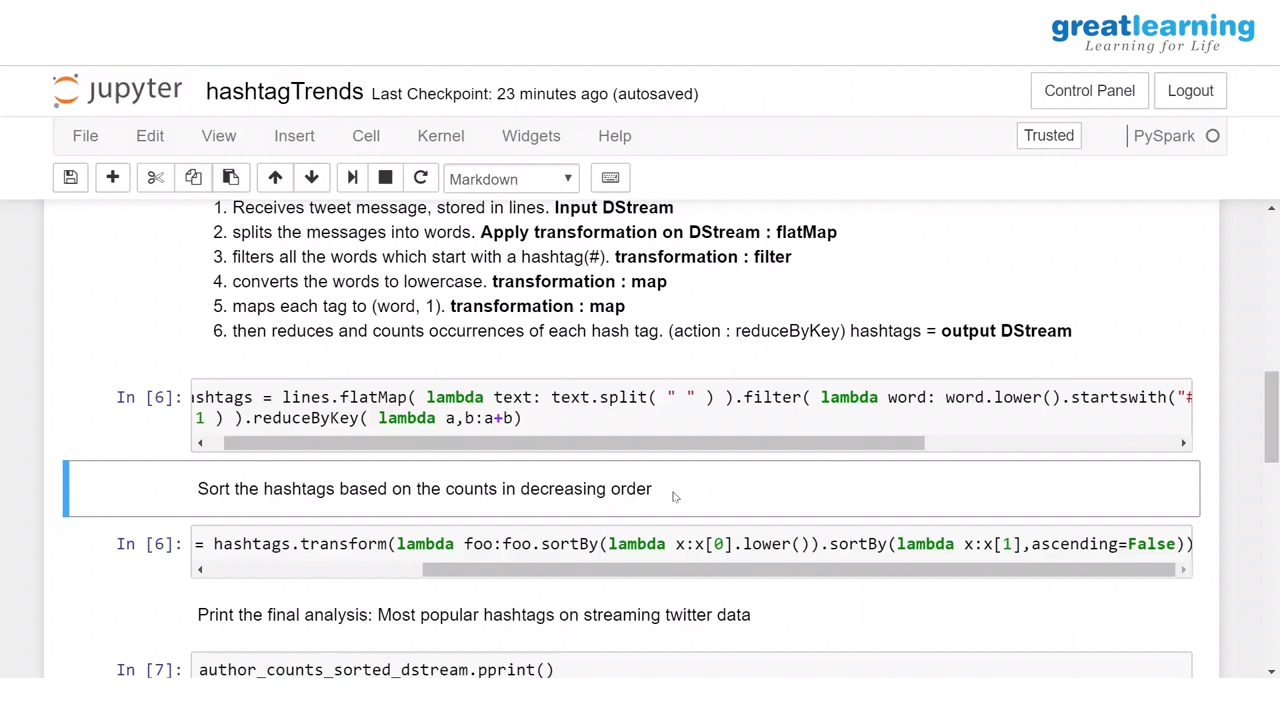 greatlearning
Learning for Life
jupyter hashtagTrends Last Checkpoint: 23 minutes ago (autosaved) Control Panel Logout
File Edit View Insert Cell Kernel Widgets Help Trusted PySpark
Markdown
1. Receives tweet message, stored in lines. Input DStream
2. splits the messages into words. Apply transformation on DStream : flatMap
3. filters all the words which start with a hashtag(#). transformation : filter
4. converts the words to lowercase. transformation : map
5. maps each tag to (word, 1). transformation : map
6. then reduces and counts occurrences of each hash tag. (action : reduceByKey) hashtags = output DStream
In [6]: ashtags = lines.flatMap( lambda text: text.split( " " ) ).filter( lambda word: word.lower().startswith("#
1 ) ).reduceByKey( lambda a,b:a+b)
Sort the hashtags based on the counts in decreasing order
In [6]: = hashtags.transform(lambda foo:foo.sortBy(lambda x:x[0].lower()).sortBy(lambda x:x[1],ascending=False))
Print the final analysis: Most popular hashtags on streaming twitter data
In [7]: author_counts_sorted_dstream.pprint()